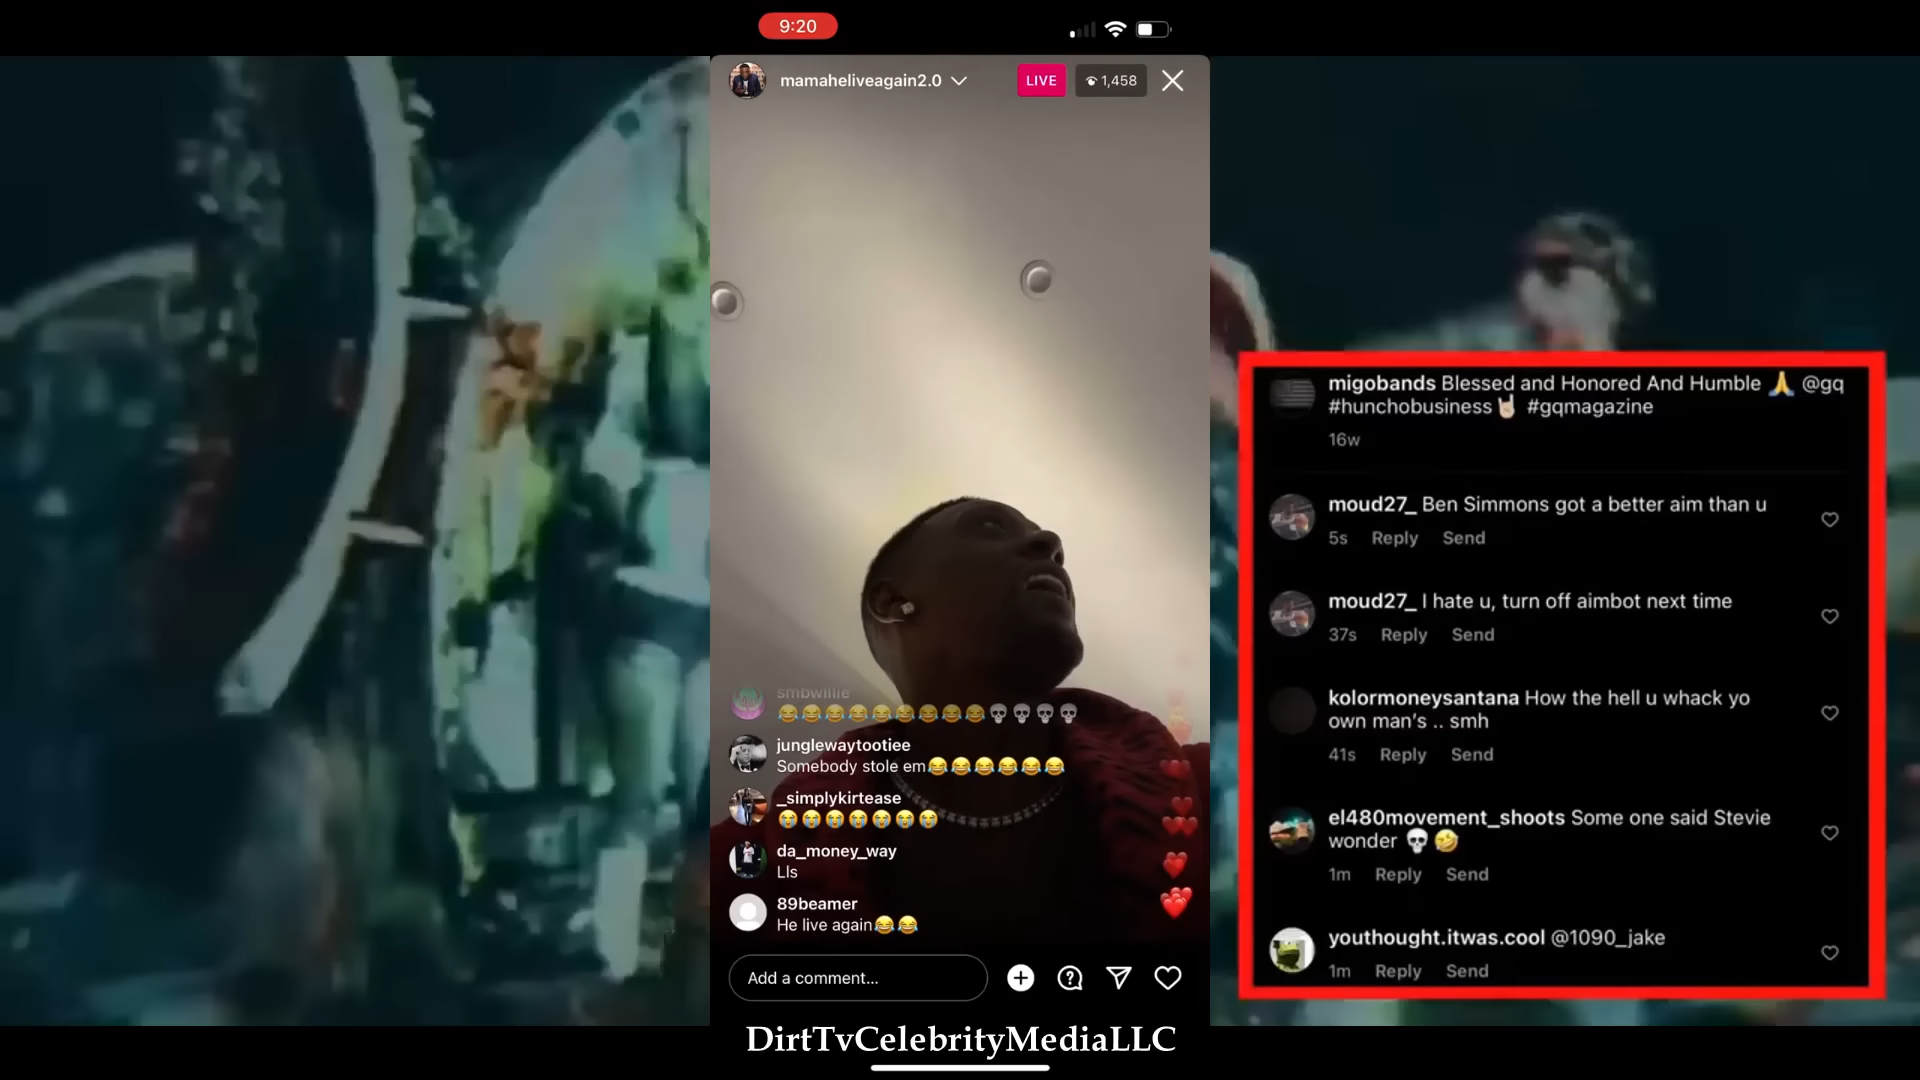 9:20
mamaheliveagain2.0
LIVE
1,458
smbwillie
😂😂😂😂😂😂😂😂😂💀💀💀💀
junglewaytootiee
Somebody stole em😂😂😂😂😂😂
_simplykirtease
😭😭😭😭😭😭😭
da_money_way
Lls
89beamer
He live again😂😂
Add a comment...
DirtTvCelebrityMediaLLC
migobands Blessed and Honored And Humble 🙏 @gq
#hunchobusiness🤘🏼 #gqmagazine
16w
moud27_ Ben Simmons got a better aim than u
5s Reply Send
moud27_ I hate u, turn off aimbot next time
37s Reply Send
kolormoneysantana How the hell u whack yo
own man's .. smh
41s Reply Send
el480movement_shoots Some one said Stevie
wonder 💀🤣
1m Reply Send
youthought.itwas.cool @1090_jake
1m Reply Send